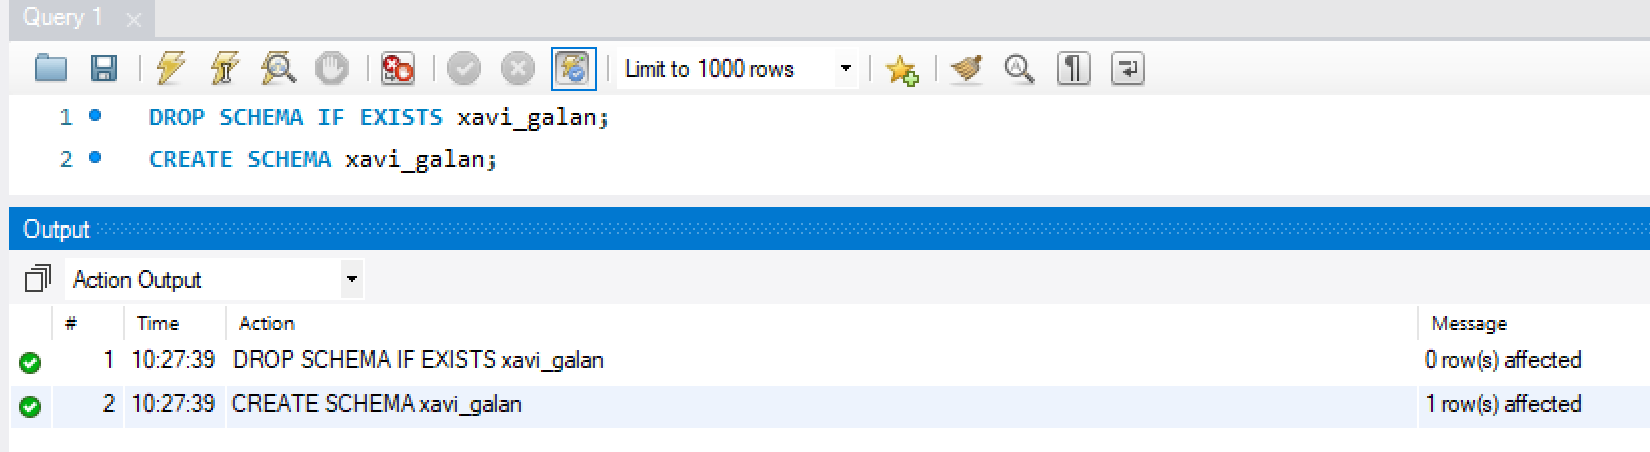 Query 1
Limit to 1000 rows
1 DROP SCHEMA IF EXISTS xavi_galan;
2 CREATE SCHEMA xavi_galan;
Output
Action Output
# Time Action Message
1 10:27:39 DROP SCHEMA IF EXISTS xavi_galan 0 row(s) affected
2 10:27:39 CREATE SCHEMA xavi_galan 1 row(s) affected